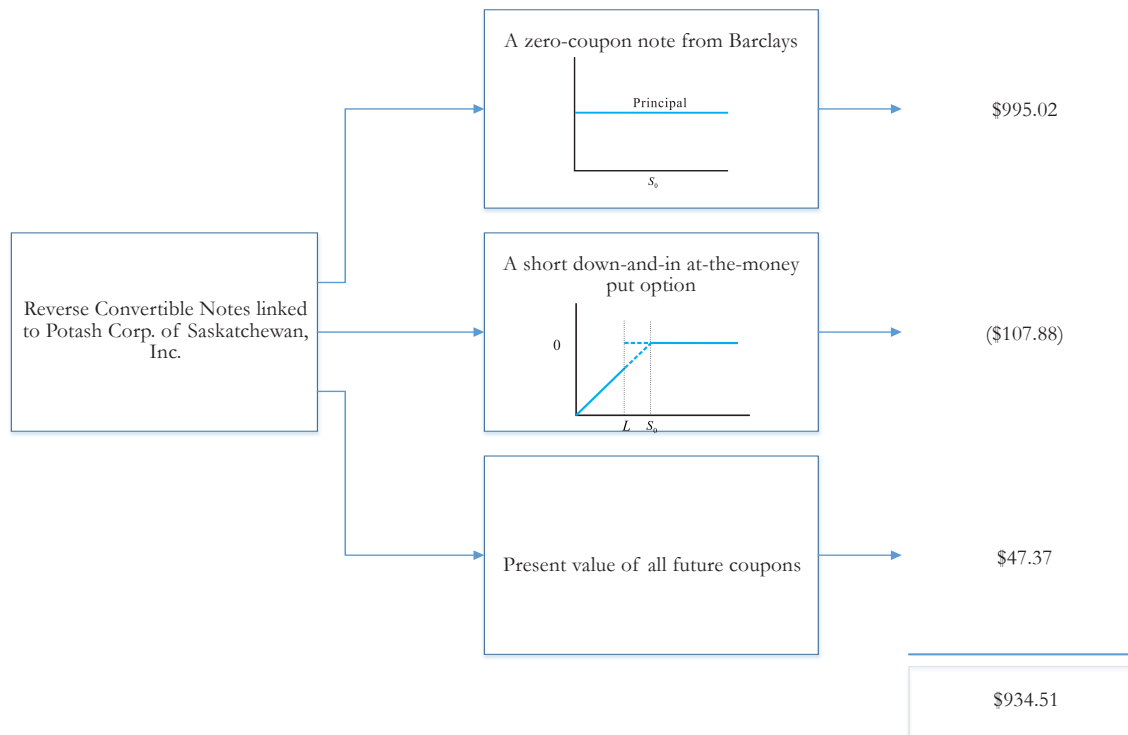 A zero-coupon note from Barclays
Principal
S₀
$995.02
Reverse Convertible Notes linked
to Potash Corp. of Saskatchewan,
Inc.
A short down-and-in at-the-money
put option
0
L S₀
($107.88)
Present value of all future coupons
$47.37
$934.51